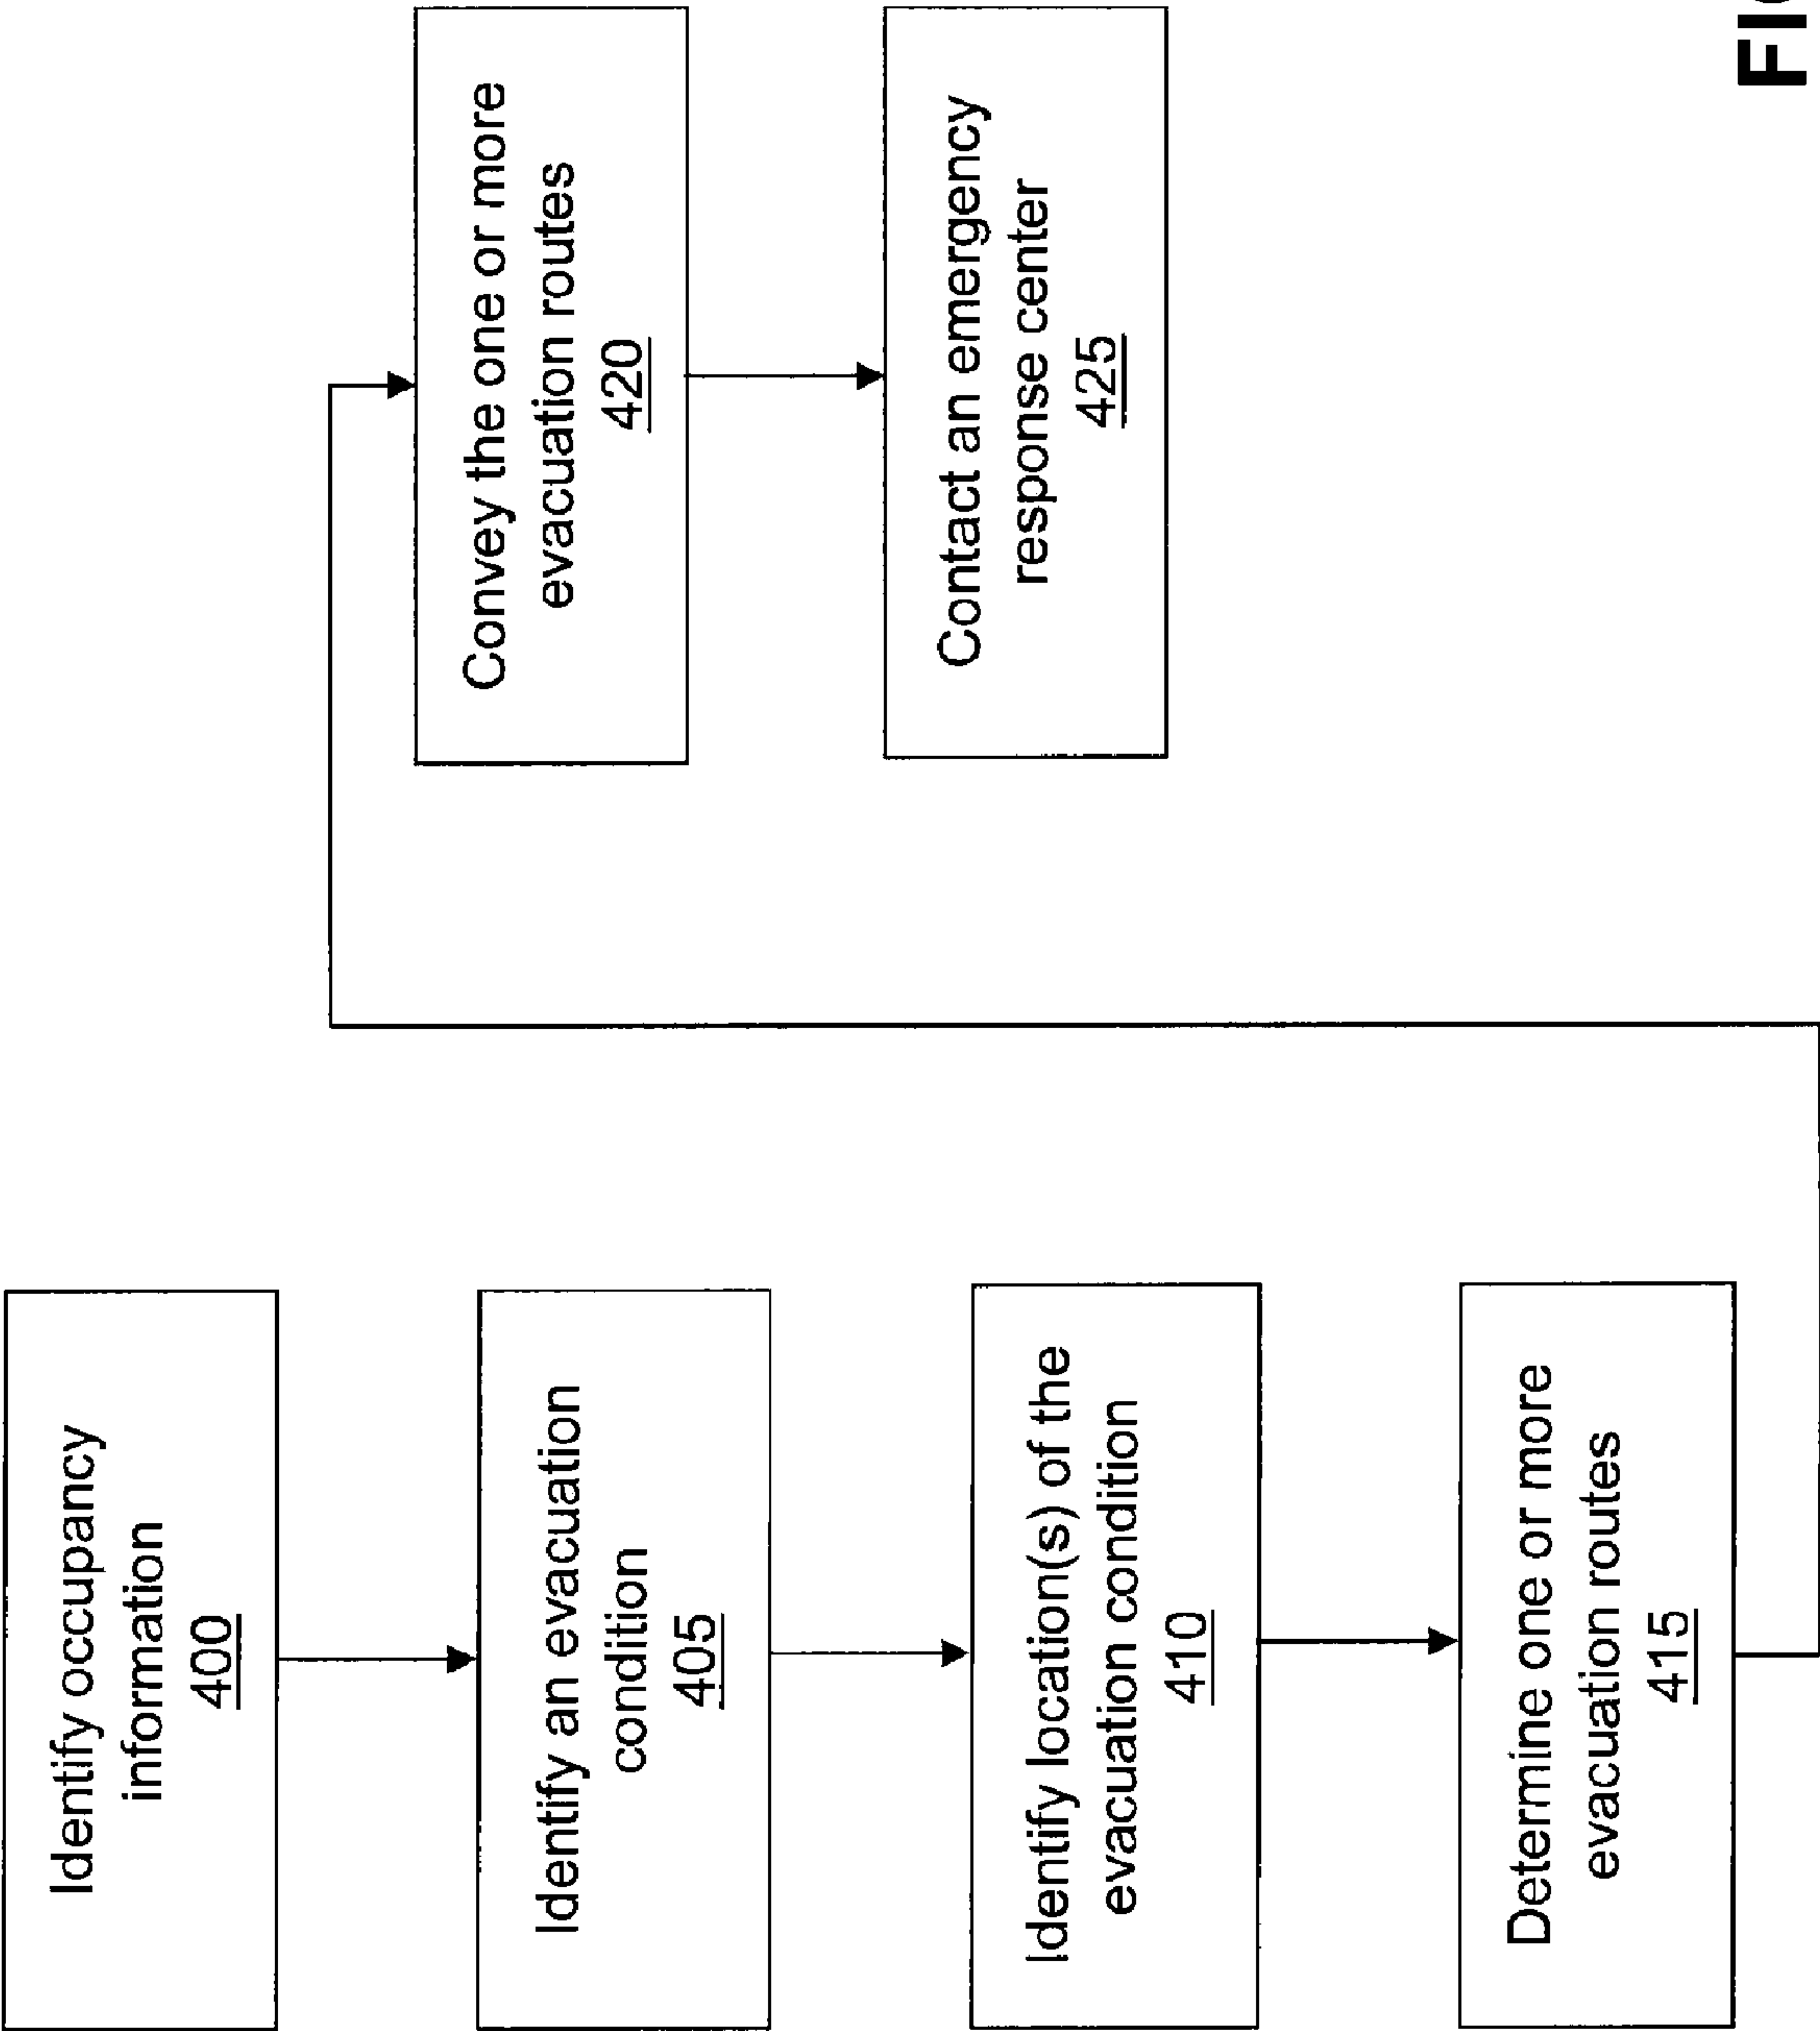 Identify occupancy
information
400
Identify an evacuation
condition
405
Identify location(s) of the
evacuation condition
410
Determine one or more
evacuation routes
415
Convey the one or more
evacuation routes
420
Contact an emergency
response center
425